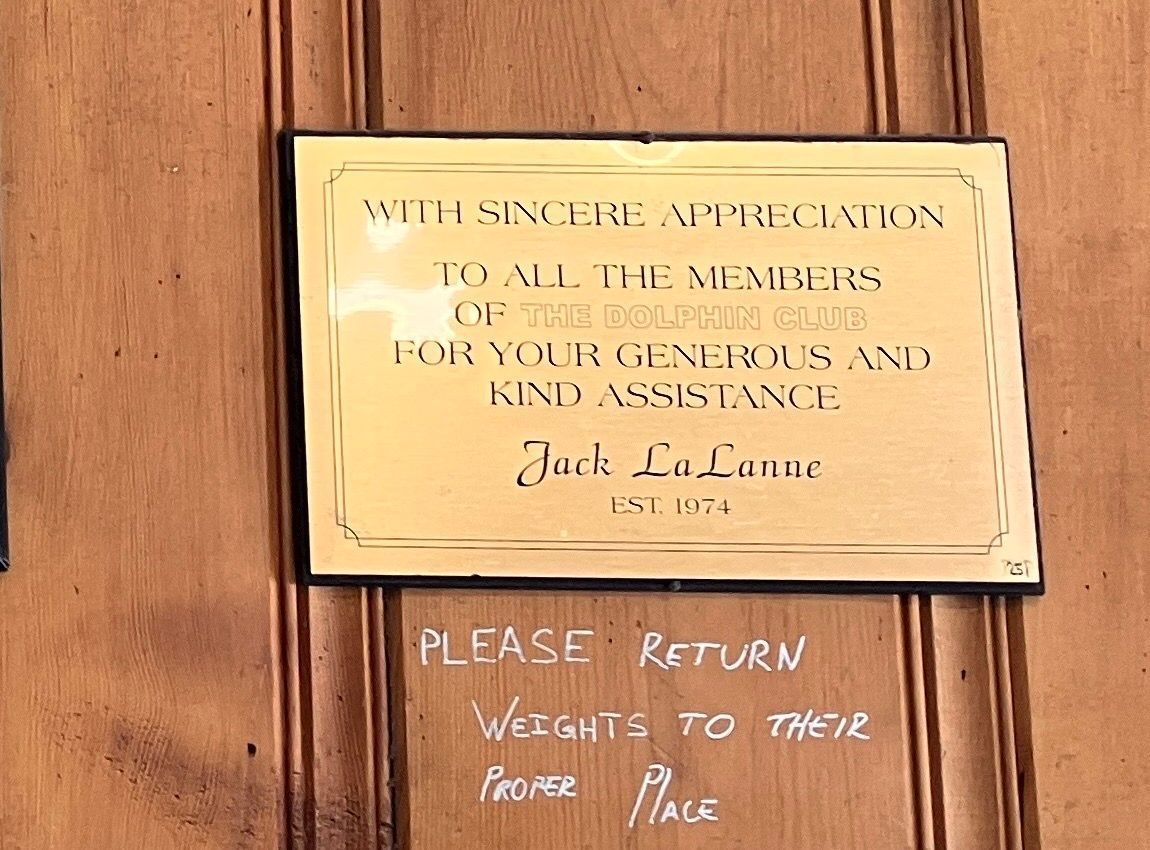 WITH SINCERE APPRECIATION
TO ALL THE MEMBERS
OF THE DOLPHIN CLUB
FOR YOUR GENEROUS AND
KIND ASSISTANCE
Jack LaLanne
EST. 1974
PLEASE RETURN
WEIGHTS TO THEIR
PROPER PLACE